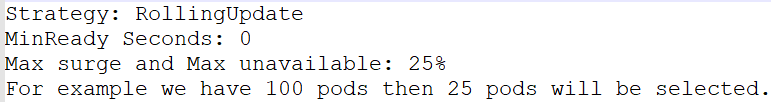 Strategy: RollingUpdate
MinReady Seconds: 0
Max surge and Max unavailable: 25%
For example we have 100 pods then 25 pods will be selected.